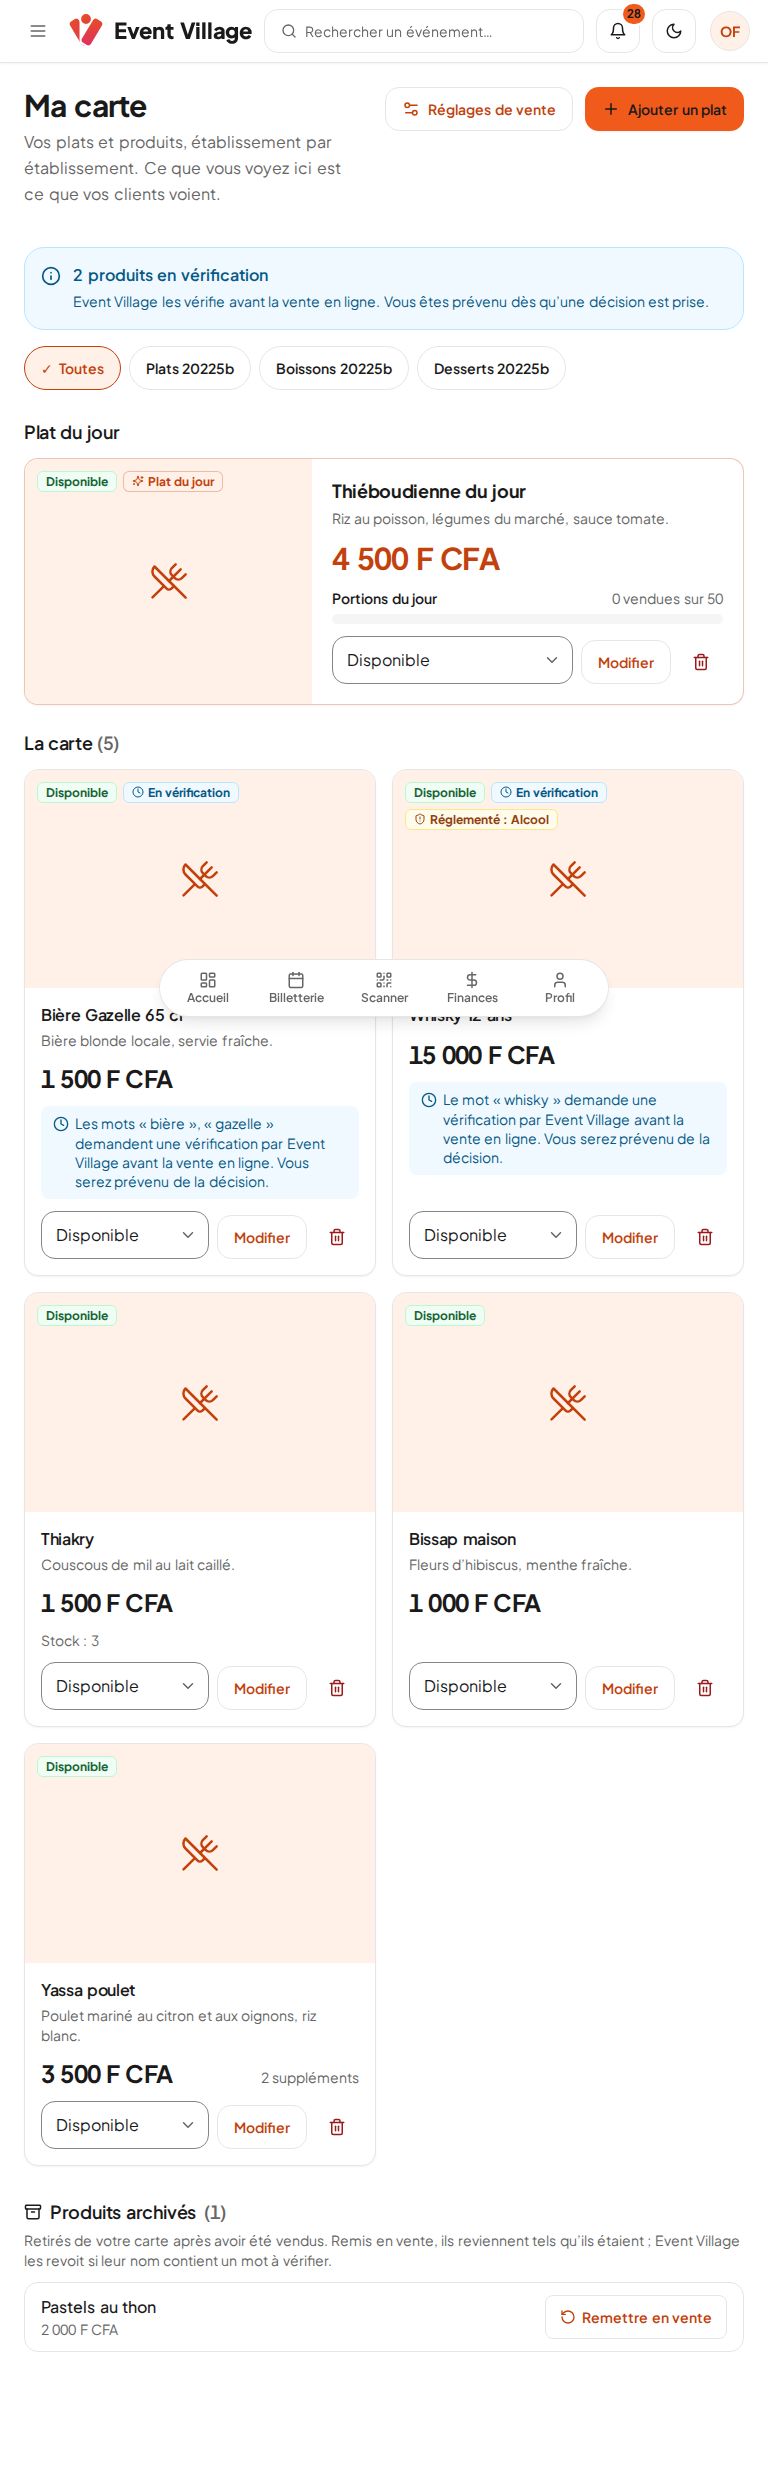 Event Village
Rechercher un événement...
28
OF
Ma carte
Réglages de vente
Ajouter un plat
Vos plats et produits, établissement par
établissement. Ce que vous voyez ici est
ce que vos clients voient.
2 produits en vérification
Event Village les vérifie avant la vente en ligne. Vous êtes prévenu dès qu’une décision est prise.
✓ Toutes
Plats 20225b
Boissons 20225b
Desserts 20225b
Plat du jour
Disponible
Plat du jour
Thiéboudienne du jour
Riz au poisson, légumes du marché, sauce tomate.
4 500 F CFA
Portions du jour
0 vendues sur 50
Disponible
Modifier
La carte (5)
Disponible
En vérification
Bière Gazelle 65 cl
Bière blonde locale, servie fraîche.
1 500 F CFA
Les mots « bière », « gazelle »
demandent une vérification par Event
Village avant la vente en ligne. Vous
serez prévenu de la décision.
Disponible
Modifier
Disponible
En vérification
Réglementé : Alcool
Whisky 12 ans
15 000 F CFA
Le mot « whisky » demande une
vérification par Event Village avant la
vente en ligne. Vous serez prévenu de la
décision.
Disponible
Modifier
Accueil
Billetterie
Scanner
Finances
Profil
Disponible
Thiakry
Couscous de mil au lait caillé.
1 500 F CFA
Stock : 3
Disponible
Modifier
Disponible
Bissap maison
Fleurs d’hibiscus, menthe fraîche.
1 000 F CFA
Disponible
Modifier
Disponible
Yassa poulet
Poulet mariné au citron et aux oignons, riz
blanc.
3 500 F CFA
2 suppléments
Disponible
Modifier
Produits archivés (1)
Retirés de votre carte après avoir été vendus. Remis en vente, ils reviennent tels qu’ils étaient ; Event Village
les revoit si leur nom contient un mot à vérifier.
Pastels au thon
2 000 F CFA
Remettre en vente